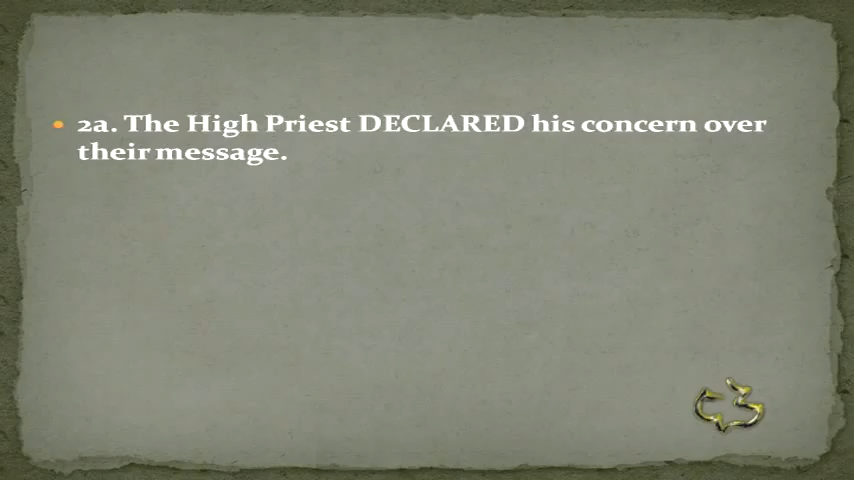 • 2a. The High Priest DECLARED his concern over
their message.